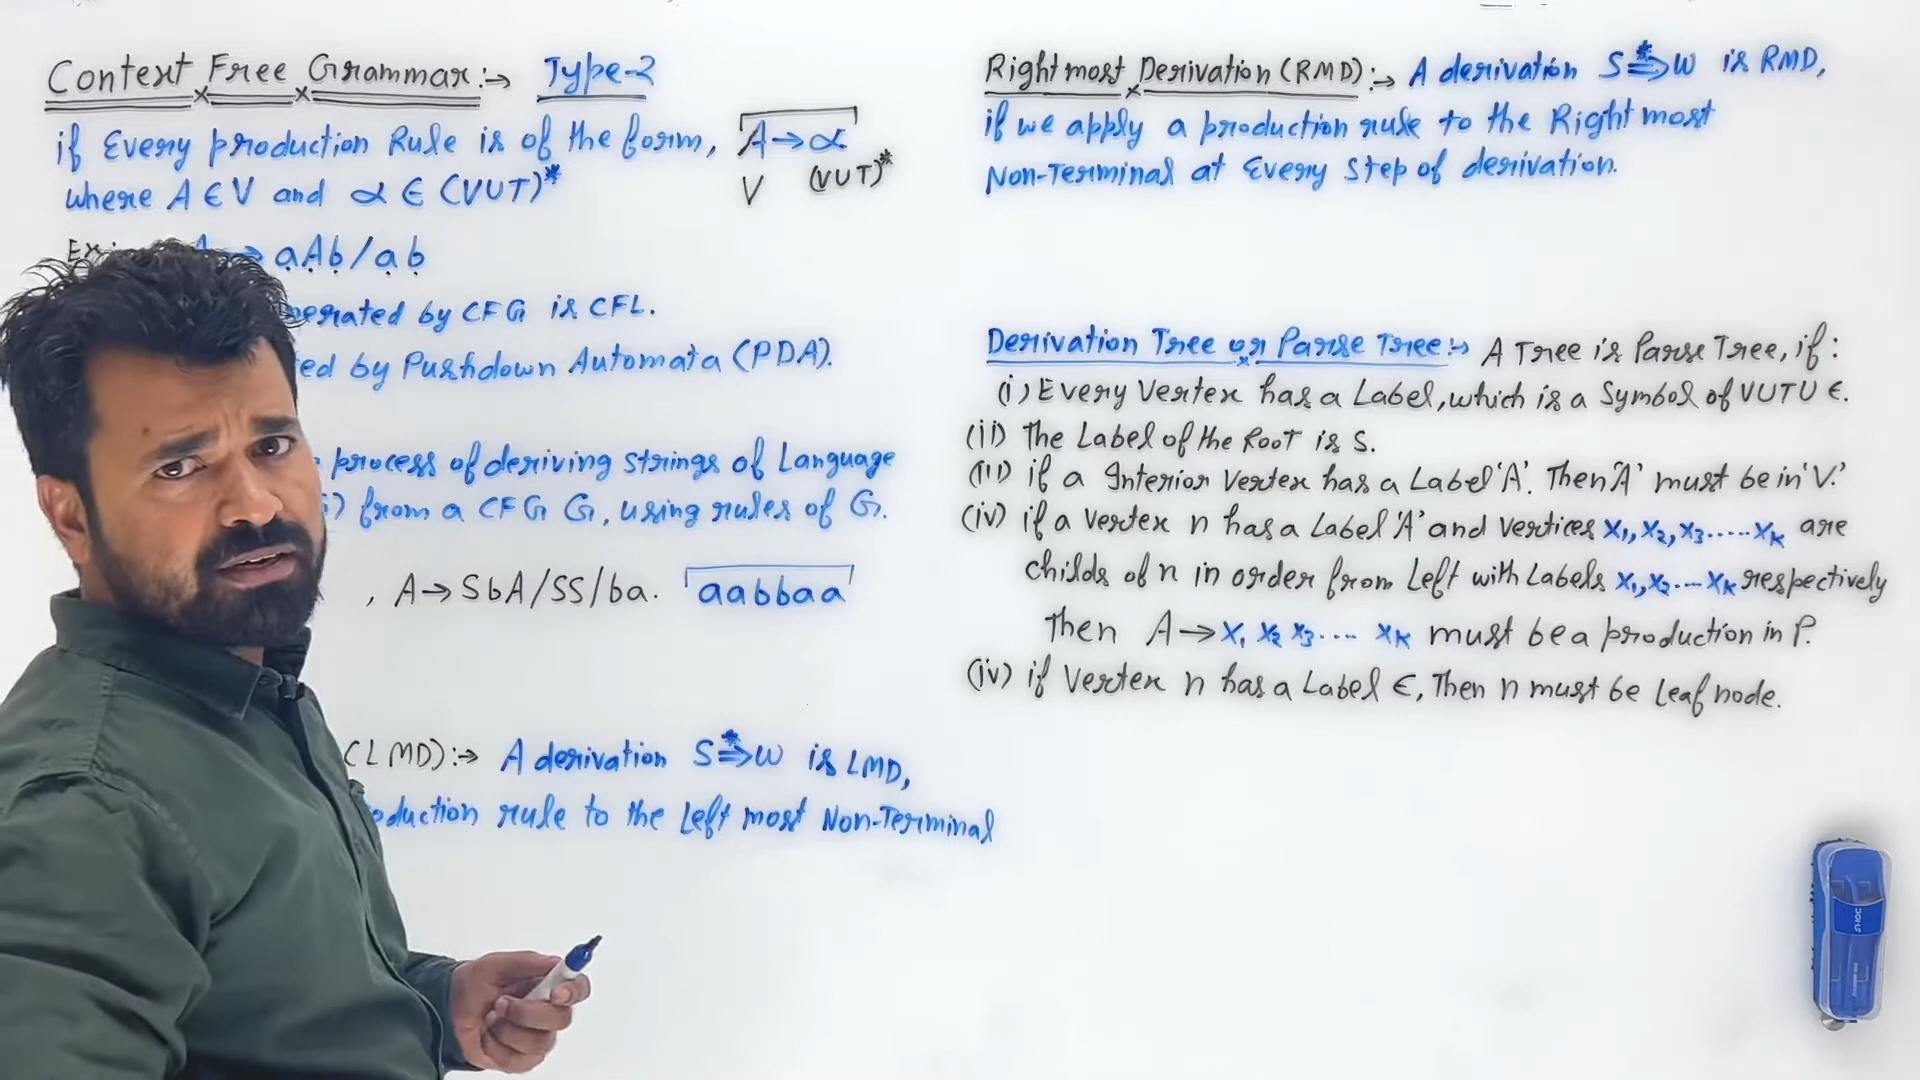 Context Free Grammar:→ Type-2
if Every production Rule is of the form, A→α
where A ∈ V and α ∈ (VUT)* V (VUT)*
Ex: A → aAb/ab
by CFG is CFL.
by Pushdown Automata (PDA).
process of deriving strings of Language
from a CFG G, using rules of G.
, A→SbA/SS/ba. aabbaa
(LMD):→ A derivation S*⇒w is LMD,
rule to the Left most Non-Terminal
Right most Derivation (RMD):→ A derivation S*⇒w is RMD,
if we apply a production rule to the Right most
Non-Terminal at Every Step of derivation.
Derivation Tree or Parse Tree:→ A Tree is Parse Tree, if:
(i) Every Vertex has a Label, which is a Symbol of VUTU ϵ.
(ii) The Label of the Root is S.
(iii) if a Interior Vertex has a Label 'A'. Then 'A' must be in 'V'.
(iv) if a Vertex n has a Label 'A' and Vertices X₁, X₂, X₃.....Xₖ are
childs of n in order from Left with Labels X₁, X₂....Xₖ respectively
Then A→X₁ X₂ X₃.... Xₖ must be a production in P.
(iv) if Vertex n has a Label ϵ, Then n must be Leaf node.